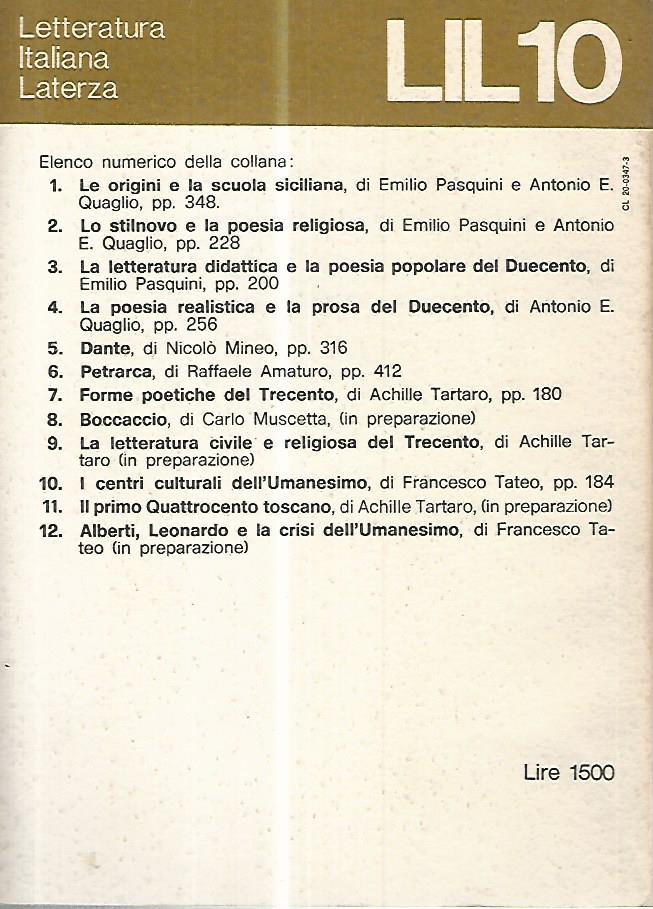 Letteratura
Italiana
Laterza
LIL10
CL 20-0347-3
Elenco numerico della collana:
1. Le origini e la scuola siciliana, di Emilio Pasquini e Antonio E.
Quaglio, pp. 348.
2. Lo stilnovo e la poesia religiosa, di Emilio Pasquini e Antonio
E. Quaglio, pp. 228
3. La letteratura didattica e la poesia popolare del Duecento, di
Emilio Pasquini, pp. 200
4. La poesia realistica e la prosa del Duecento, di Antonio E.
Quaglio, pp. 256
5. Dante, di Nicolò Mineo, pp. 316
6. Petrarca, di Raffaele Amaturo, pp. 412
7. Forme poetiche del Trecento, di Achille Tartaro, pp. 180
8. Boccaccio, di Carlo Muscetta, (in preparazione)
9. La letteratura civile e religiosa del Trecento, di Achille Tar-
taro (in preparazione)
10. I centri culturali dell'Umanesimo, di Francesco Tateo, pp. 184
11. Il primo Quattrocento toscano, di Achille Tartaro, (in preparazione)
12. Alberti, Leonardo e la crisi dell'Umanesimo, di Francesco Ta-
teo (in preparazione)
Lire 1500